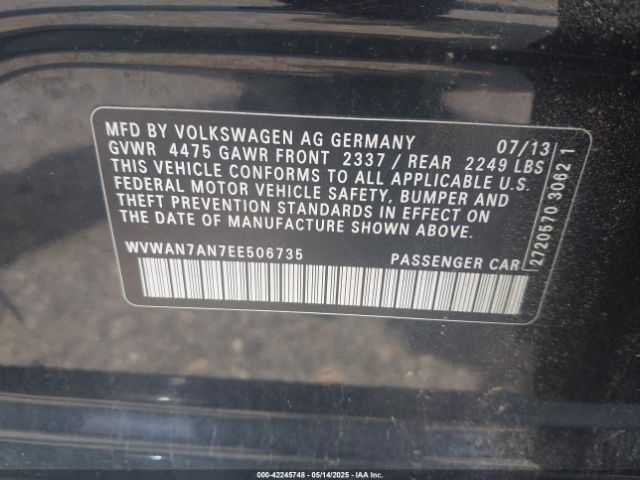 MFD BY VOLKSWAGEN AG GERMANY 07/13
GVWR 4475 GAWR FRONT 2337 / REAR 2249 LBS
THIS VEHICLE CONFORMS TO ALL APPLICABLE U.S.
FEDERAL MOTOR VEHICLE SAFETY, BUMPER AND
THEFT PREVENTION STANDARDS IN EFFECT ON
THE DATE OF MANUFACTURE SHOWN ABOVE.
WVWAN7AN7EE506735 PASSENGER CAR
2720570 3062 1
000-42245748 - 05/14/2025 - IAA Inc.